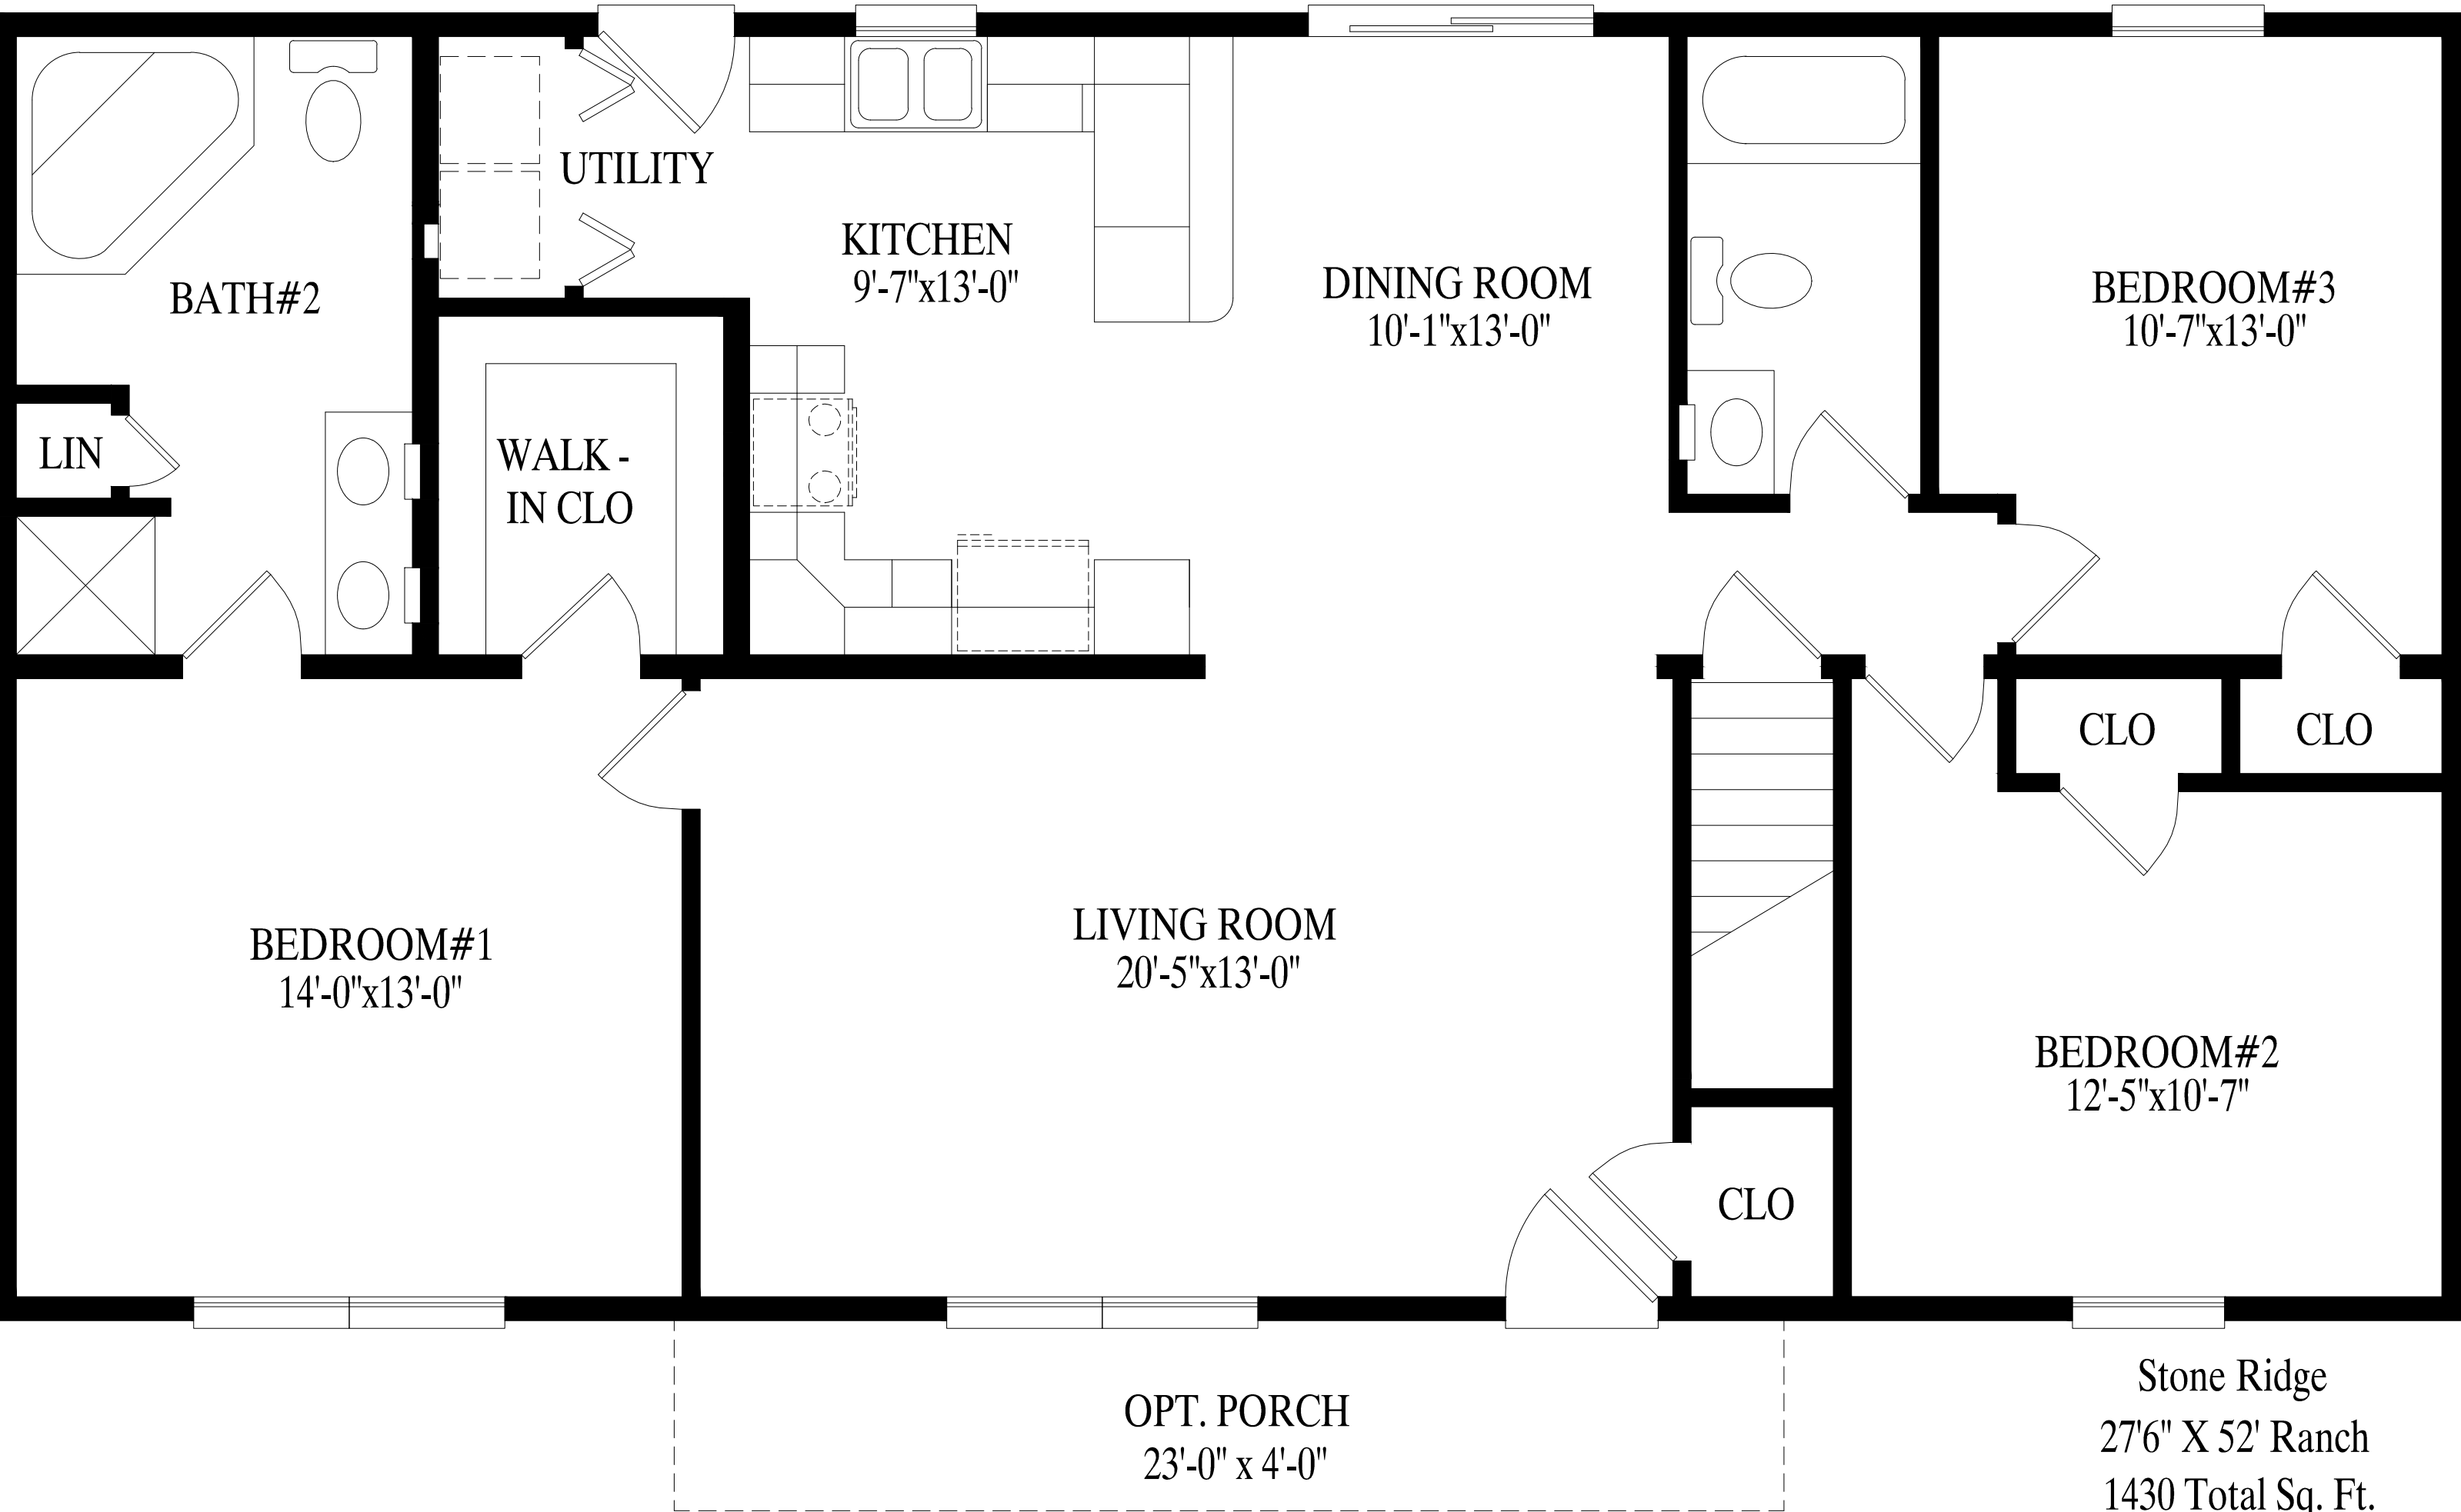 UTILITY
KITCHEN
9'-7"x13'-0"
DINING ROOM
10'-1"x13'-0"
BEDROOM#3
10'-7"x13'-0"
BATH#2
LIN
WALK -
IN CLO
CLO
CLO
BEDROOM#1
14'-0"x13'-0"
LIVING ROOM
20'-5"x13'-0"
BEDROOM#2
12'-5"x10'-7"
CLO
OPT. PORCH
23'-0" x 4'-0"
Stone Ridge
27'6" X 52' Ranch
1430 Total Sq. Ft.